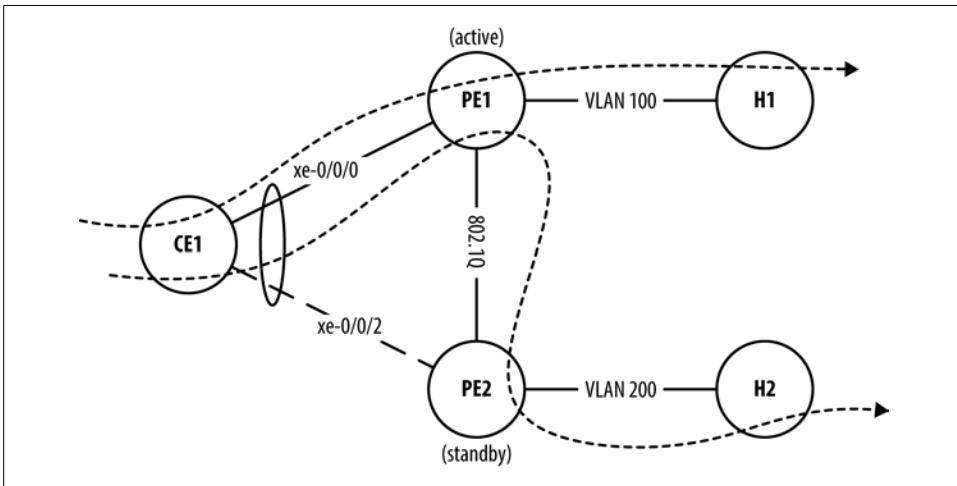 (active)
PE1
VLAN 100
H1
xe-0/0/0
CE1
802.1Q
xe-0/0/2
PE2
VLAN 200
H2
(standby)